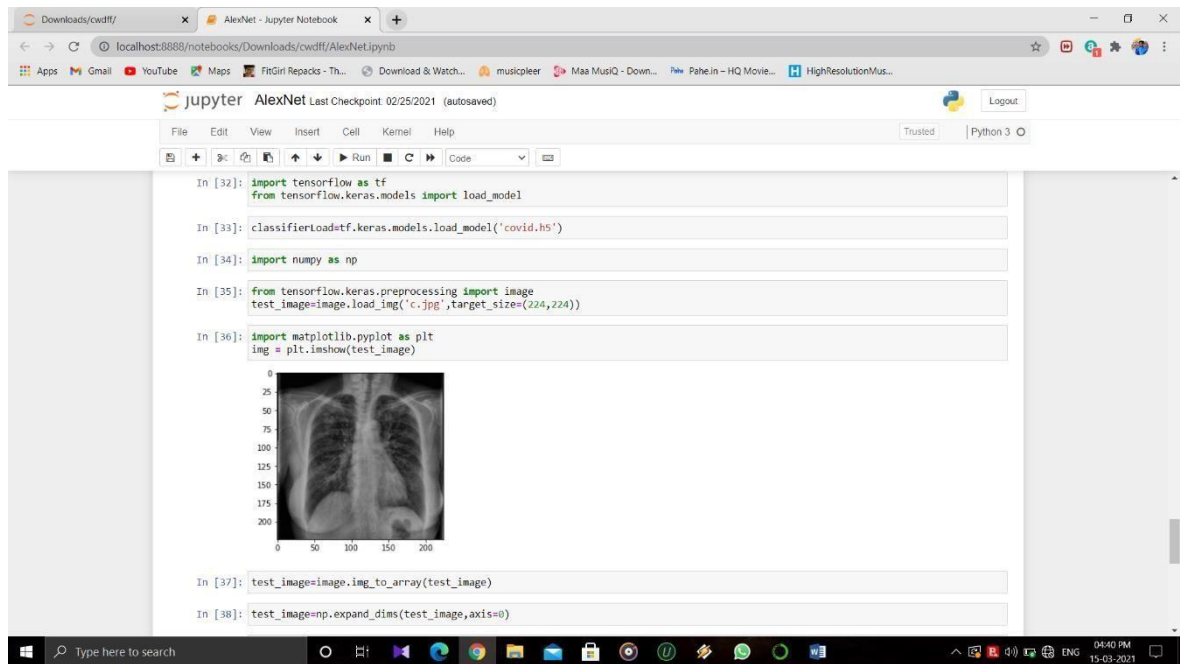 Downloads/cwdff/
AlexNet - Jupyter Notebook
localhost:8888/notebooks/Downloads/cwdff/AlexNet.ipynb
Apps Gmail YouTube Maps FitGirl Repacks - Th... Download & Watch... musicpleer Maa MusiQ - Down... Pahe.in – HQ Movie... HighResolutionMus...
jupyter AlexNet Last Checkpoint: 02/25/2021 (autosaved)
Logout
File Edit View Insert Cell Kernel Help
Trusted Python 3
Run Code
In [32]: import tensorflow as tf
from tensorflow.keras.models import load_model
In [33]: classifierLoad=tf.keras.models.load_model('covid.h5')
In [34]: import numpy as np
In [35]: from tensorflow.keras.preprocessing import image
test_image=image.load_img('c.jpg',target_size=(224,224))
In [36]: import matplotlib.pyplot as plt
img = plt.imshow(test_image)
0
25
50
75
100
125
150
175
200
0 50 100 150 200
In [37]: test_image=image.img_to_array(test_image)
In [38]: test_image=np.expand_dims(test_image,axis=0)
Type here to search
ENG
04:40 PM
15-03-2021